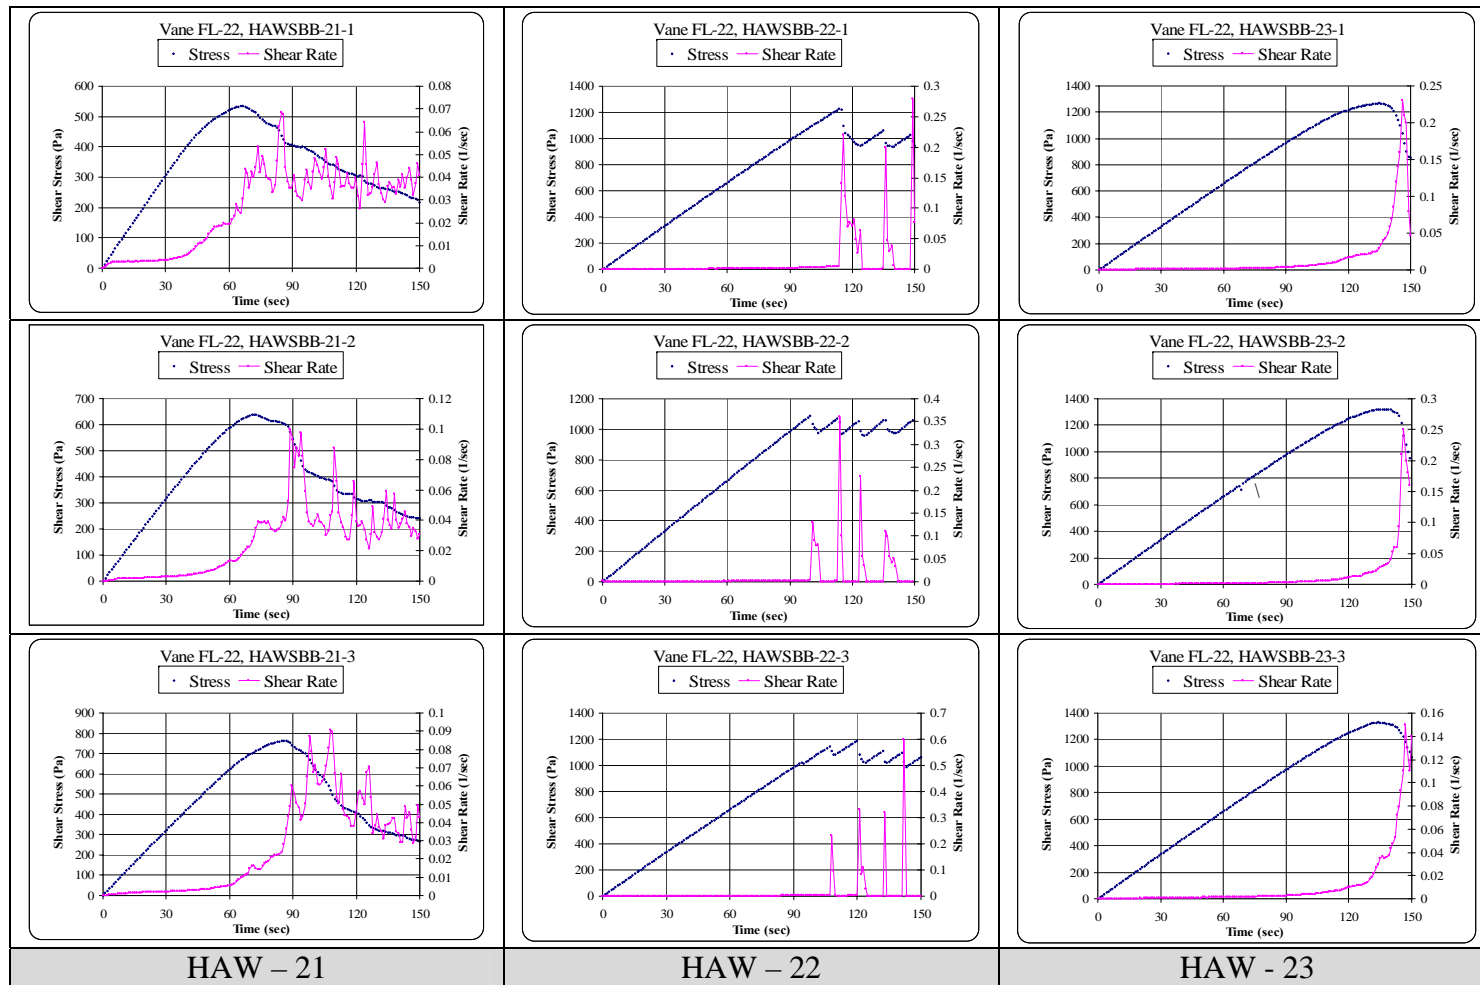 Vane FL-22, HAWSBB-21-1
Stress Shear Rate
Shear Stress (Pa)
600
500
400
300
200
100
0
0.08
0.07
0.06
0.05
0.04
0.03
0.02
0.01
0
Shear Rate (1/sec)
0 30 60 90 120 150
Time (sec)
Vane FL-22, HAWSBB-22-1
Stress Shear Rate
Shear Stress (Pa)
1400
1200
1000
800
600
400
200
0
0.3
0.25
0.2
0.15
0.1
0.05
0
Shear Rate (1/sec)
0 30 60 90 120 150
Time (sec)
Vane FL-22, HAWSBB-23-1
Stress Shear Rate
Shear Stress (Pa)
1400
1200
1000
800
600
400
200
0
0.25
0.2
0.15
0.1
0.05
0
Shear Rate (1/sec)
0 30 60 90 120 150
Time (sec)
Vane FL-22, HAWSBB-21-2
Stress Shear Rate
Shear Stress (Pa)
700
600
500
400
300
200
100
0
0.12
0.1
0.08
0.06
0.04
0.02
0
Shear Rate (1/sec)
0 30 60 90 120 150
Time (sec)
Vane FL-22, HAWSBB-22-2
Stress Shear Rate
Shear Stress (Pa)
1200
1000
800
600
400
200
0
0.4
0.35
0.3
0.25
0.2
0.15
0.1
0.05
0
Shear Rate (1/sec)
0 30 60 90 120 150
Time (sec)
Vane FL-22, HAWSBB-23-2
Stress Shear Rate
Shear Stress (Pa)
1400
1200
1000
800
600
400
200
0
0.3
0.25
0.2
0.15
0.1
0.05
0
Shear Rate (1/sec)
0 30 60 90 120 150
Time (sec)
Vane FL-22, HAWSBB-21-3
Stress Shear Rate
Shear Stress (Pa)
900
800
700
600
500
400
300
200
100
0
0.1
0.09
0.08
0.07
0.06
0.05
0.04
0.03
0.02
0.01
0
Shear Rate (1/sec)
0 30 60 90 120 150
Time (sec)
Vane FL-22, HAWSBB-22-3
Stress Shear Rate
Shear Stress (Pa)
1400
1200
1000
800
600
400
200
0
0.7
0.6
0.5
0.4
0.3
0.2
0.1
0
Shear Rate (1/sec)
0 30 60 90 120 150
Time (sec)
Vane FL-22, HAWSBB-23-3
Stress Shear Rate
Shear Stress (Pa)
1400
1200
1000
800
600
400
200
0
0.16
0.14
0.12
0.1
0.08
0.06
0.04
0.02
0
Shear Rate (1/sec)
0 30 60 90 120 150
Time (sec)
HAW – 21
HAW – 22
HAW - 23